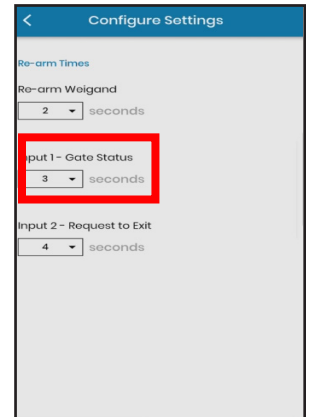 Configure Settings
Re-arm Times
Re-arm Weigand
2 seconds
Input 1 - Gate Status
3 seconds
Input 2 - Request to Exit
4 seconds